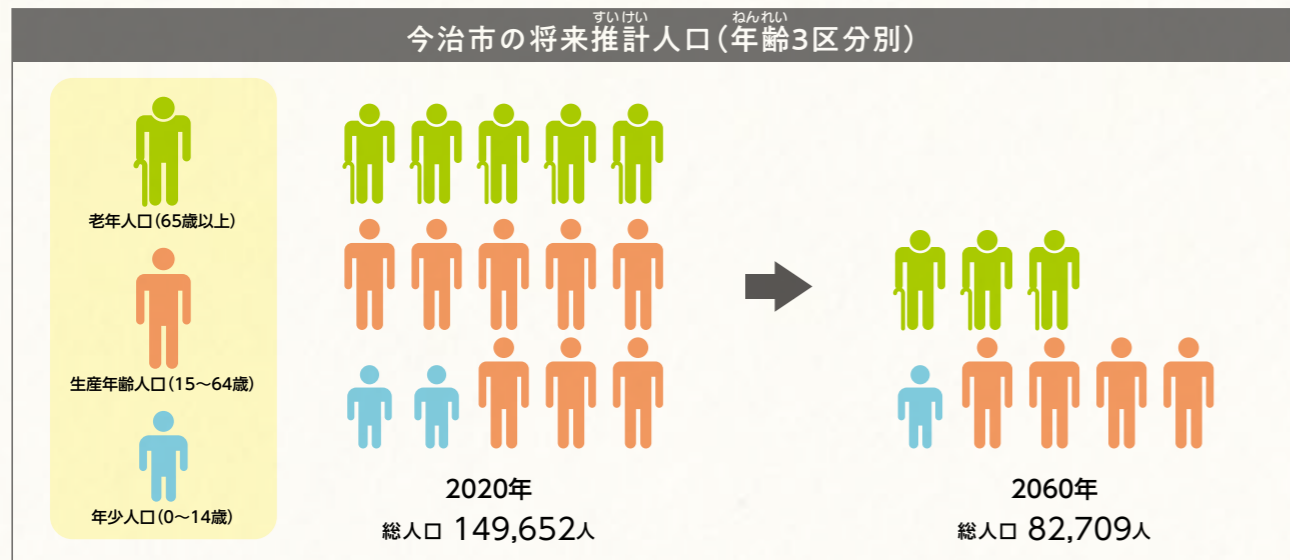 すいけい ねんれい
今治市の将来推計人口(年齢3区分別)
老年人口(65歳以上)
生産年齢人口(15〜64歳)
年少人口(0〜14歳)
2020年
総人口 149,652人
2060年
総人口 82,709人